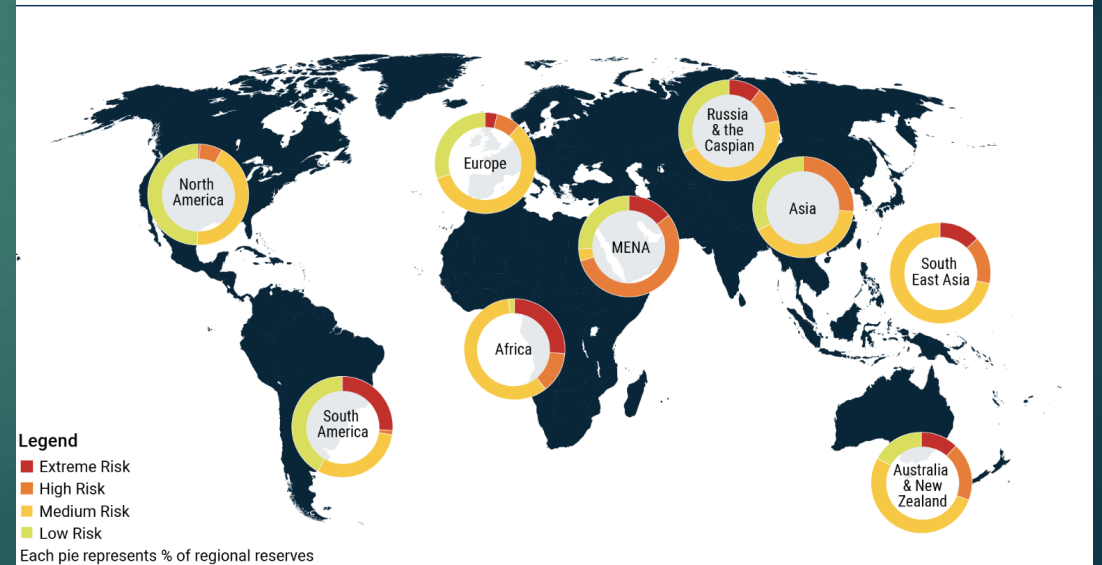 Russia
& the
Caspian
Europe
North
America
Asia
MENA
South
East Asia
Africa
South
America
Legend
Extreme Risk
High Risk
Medium Risk
Low Risk
Each pie represents % of regional reserves
Australia
& New
Zealand